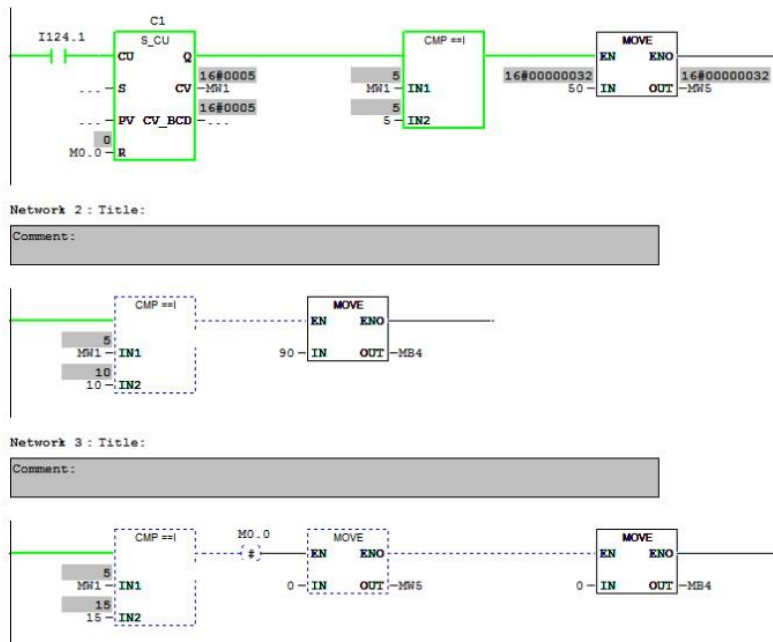 C1
I124.1 S_CU CMP ==I MOVE
CU Q EN ENO
16#0005 5 16#00000032 16#00000032
... S CV MW1 MW1 IN1 50 IN OUT MW5
16#0005 5
... PV CV_BCD ... 5 IN2
0
M0.0 R
Network 2 : Title:
Comment:
CMP ==I MOVE
EN ENO
5
MW1 IN1 90 IN OUT MB4
10
10 IN2
Network 3 : Title:
Comment:
CMP ==I M0.0 MOVE MOVE
# EN ENO EN ENO
5
MW1 IN1 0 IN OUT MW5 0 IN OUT MB4
15
15 IN2